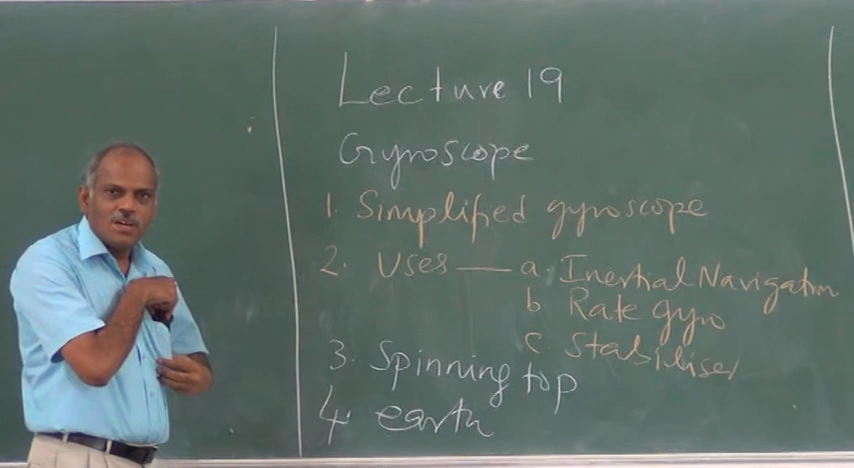 Lecture 19
Gyroscope
1. Simplified gyroscope
2. Uses — a. Inertial Navigation
b Rate gyro
c. Stabiliser
3. Spinning top
4. earth